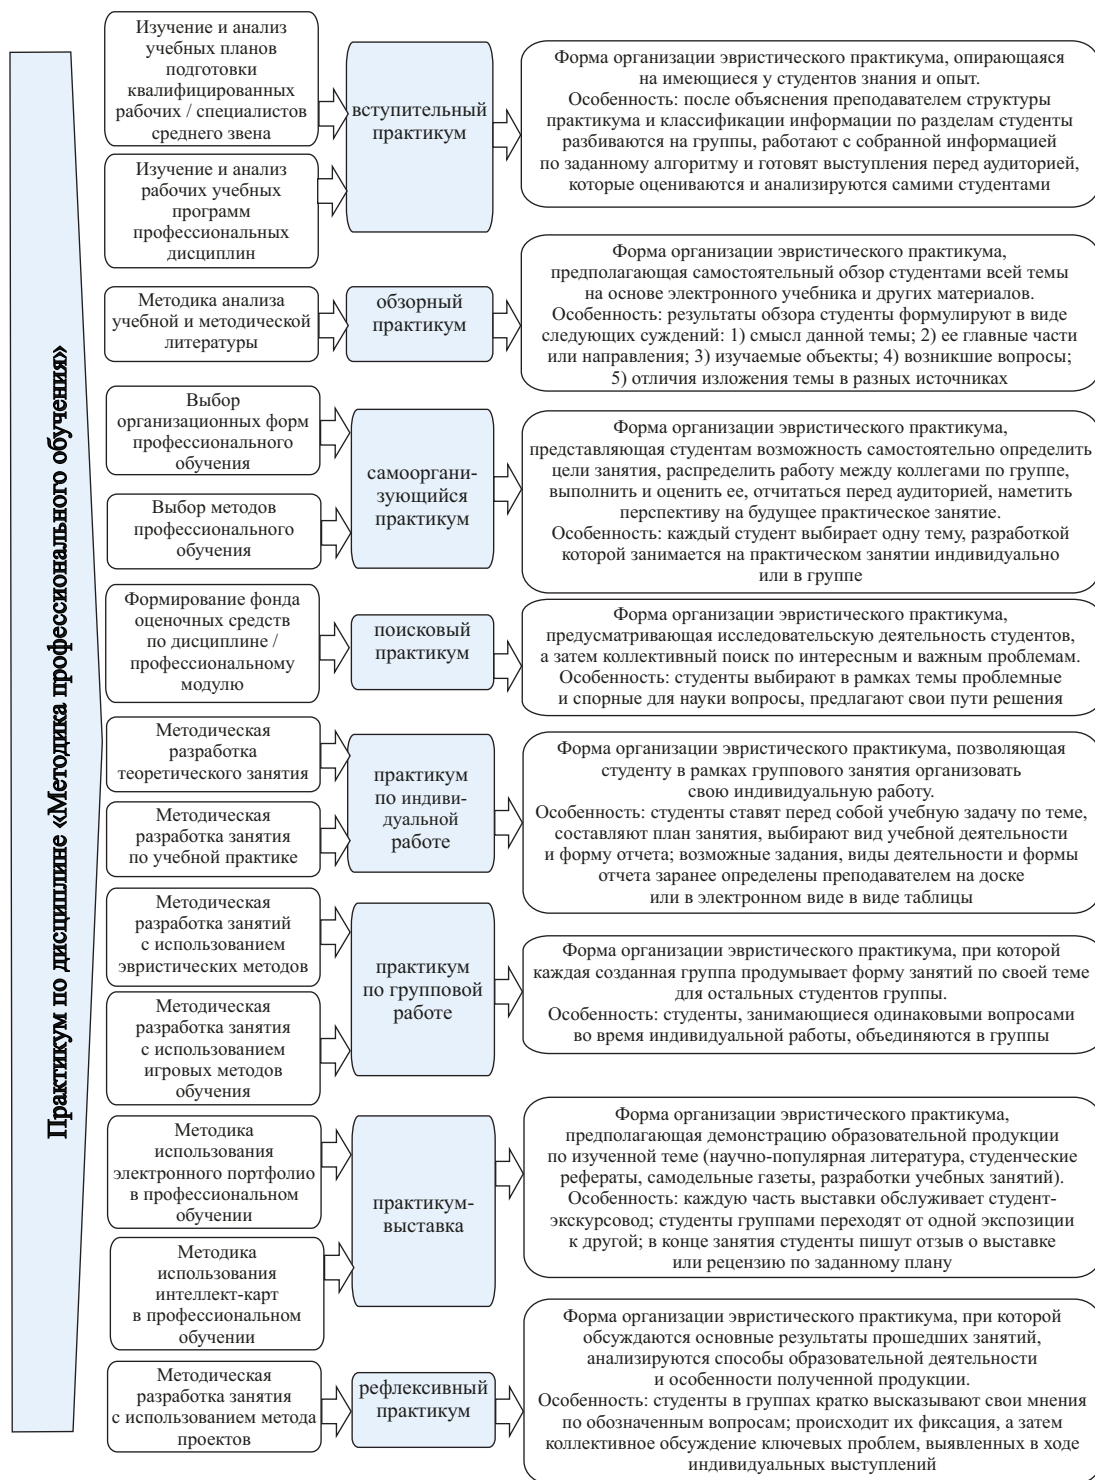 Практикум по дисциплине «Методика профессионального обучения»
Изучение и анализ
учебных планов
подготовки
квалифицированных
рабочих / специалистов
среднего звена
Изучение и анализ
рабочих учебных
программ
профессиональных
дисциплин
вступительный
практикум
Форма организации эвристического практикума, опирающаяся
на имеющиеся у студентов знания и опыт.
Особенность: после объяснения преподавателем структуры
практикума и классификации информации по разделам студенты
разбиваются на группы, работают с собранной информацией
по заданному алгоритму и готовят выступления перед аудиторией,
которые оцениваются и анализируются самими студентами
Методика анализа
учебной и методической
литературы
обзорный
практикум
Форма организации эвристического практикума,
предполагающая самостоятельный обзор студентами всей темы
на основе электронного учебника и других материалов.
Особенность: результаты обзора студенты формулируют в виде
следующих суждений: 1) смысл данной темы; 2) ее главные части
или направления; 3) изучаемые объекты; 4) возникшие вопросы;
5) отличия изложения темы в разных источниках
Выбор
организационных форм
профессионального
обучения
Выбор методов
профессионального
обучения
самооргани-
зующийся
практикум
Форма организации эвристического практикума,
представляющая студентам возможность самостоятельно определить
цели занятия, распределить работу между коллегами по группе,
выполнить и оценить ее, отчитаться перед аудиторией, наметить
перспективу на будущее практическое занятие.
Особенность: каждый студент выбирает одну тему, разработкой
которой занимается на практическом занятии индивидуально
или в группе
Формирование фонда
оценочных средств
по дисциплине /
профессиональному
модулю
поисковый
практикум
Форма организации эвристического практикума,
предусматривающая исследовательскую деятельность студентов,
а затем коллективный поиск по интересным и важным проблемам.
Особенность: студенты выбирают в рамках темы проблемные
и спорные для науки вопросы, предлагают свои пути решения
Методическая
разработка
теоретического занятия
Методическая
разработка занятия
по учебной практике
практикум
по индиви-
дуальной
работе
Форма организации эвристического практикума, позволяющая
студенту в рамках группового занятия организовать
свою индивидуальную работу.
Особенность: студенты ставят перед собой учебную задачу по теме,
составляют план занятия, выбирают вид учебной деятельности
и форму отчета; возможные задания, виды деятельности и формы
отчета заранее определены преподавателем на доске
или в электронном виде в виде таблицы
Методическая
разработка занятий
с использованием
эвристических методов
Методическая
разработка занятия
с использованием
игровых методов
обучения
практикум
по групповой
работе
Форма организации эвристического практикума, при которой
каждая созданная группа продумывает форму занятий по своей теме
для остальных студентов группы.
Особенность: студенты, занимающиеся одинаковыми вопросами
во время индивидуальной работы, объединяются в группы
Методика
использования
электронного портфолио
в профессиональном
обучении
Методика
использования
интеллект-карт
в профессиональном
обучении
практикум-
выставка
Форма организации эвристического практикума,
предполагающая демонстрацию образовательной продукции
по изученной теме (научно-популярная литература, студенческие
рефераты, самодельные газеты, разработки учебных занятий).
Особенность: каждую часть выставки обслуживает студент-
экскурсовод; студенты группами переходят от одной экспозиции
к другой; в конце занятия студенты пишут отзыв о выставке
или рецензию по заданному плану
Методическая
разработка занятия
с использованием метода
проектов
рефлексивный
практикум
Форма организации эвристического практикума, при которой
обсуждаются основные результаты прошедших занятий,
анализируются способы образовательной деятельности
и особенности полученной продукции.
Особенность: студенты в группах кратко высказывают свои мнения
по обозначенным вопросам; происходит их фиксация, а затем
коллективное обсуждение ключевых проблем, выявленных в ходе
индивидуальных выступлений